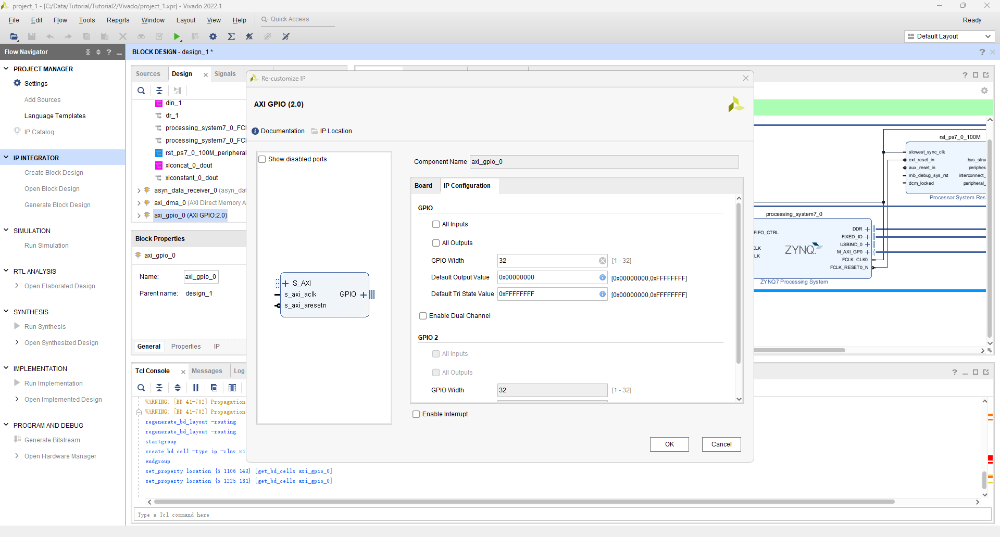 project_1 - [C:/Data/Tutorial/Tutorial2/Vivado/project_1.xpr] - Vivado 2022.1
File Edit Flow Tools Reports Window Layout View Help Quick Access Ready
Default Layout
Flow Navigator
PROJECT MANAGER
Settings
Add Sources
Language Templates
IP Catalog
IP INTEGRATOR
Create Block Design
Open Block Design
Generate Block Design
SIMULATION
Run Simulation
RTL ANALYSIS
Open Elaborated Design
SYNTHESIS
Run Synthesis
Open Synthesized Design
IMPLEMENTATION
Run Implementation
Open Implemented Design
PROGRAM AND DEBUG
Generate Bitstream
Open Hardware Manager
BLOCK DESIGN - design_1 *
Sources Design Signals
din_1
dr_1
processing_system7_0_FCL
processing_system7_0_FCL
rst_ps7_0_100M_peripheral
xlconcat_0_dout
xlconstant_0_dout
asyn_data_receiver_0 (asyn_dat
axi_dma_0 (AXI Direct Memory A
axi_gpio_0 (AXI GPIO:2.0)
Block Properties
axi_gpio_0
Name: axi_gpio_0
Parent name: design_1
General Properties IP
Tcl Console Messages Log
WARNING: [BD 41-702] Propagation
WARNING: [BD 41-702] Propagation
regenerate_bd_layout -routing
regenerate_bd_layout -routing
startgroup
create_bd_cell -type ip -vlnv xi
endgroup
set_property location {5 1106 143} [get_bd_cells axi_gpio_0]
set_property location {5 1225 181} [get_bd_cells axi_gpio_0]
Type a Tcl command here
Re-customize IP
AXI GPIO (2.0)
Documentation IP Location
Show disabled ports
S_AXI
s_axi_aclk
s_axi_aresetn
GPIO
Component Name axi_gpio_0
Board IP Configuration
GPIO
All Inputs
All Outputs
GPIO Width 32 [1 - 32]
Default Output Value 0x00000000 [0x00000000,0xFFFFFFFF]
Default Tri State Value 0xFFFFFFFF [0x00000000,0xFFFFFFFF]
Enable Dual Channel
GPIO 2
All Inputs
All Outputs
GPIO Width 32 [1 - 32]
Enable Interrupt
OK Cancel
rst_ps7_0_100M
slowest_sync_clk
ext_reset_in bus_stru
aux_reset_in periphera
mb_debug_sys_rst interconnect_
dcm_locked peripheral_
Processor System Res
processing_system7_0
FIFO_CTRL
CLK
LK
ZYNQ
DDR
FIXED_IO
USBIND_0
M_AXI_GP0
FCLK_CLK0
FCLK_RESET0_N
ZYNQ7 Processing System